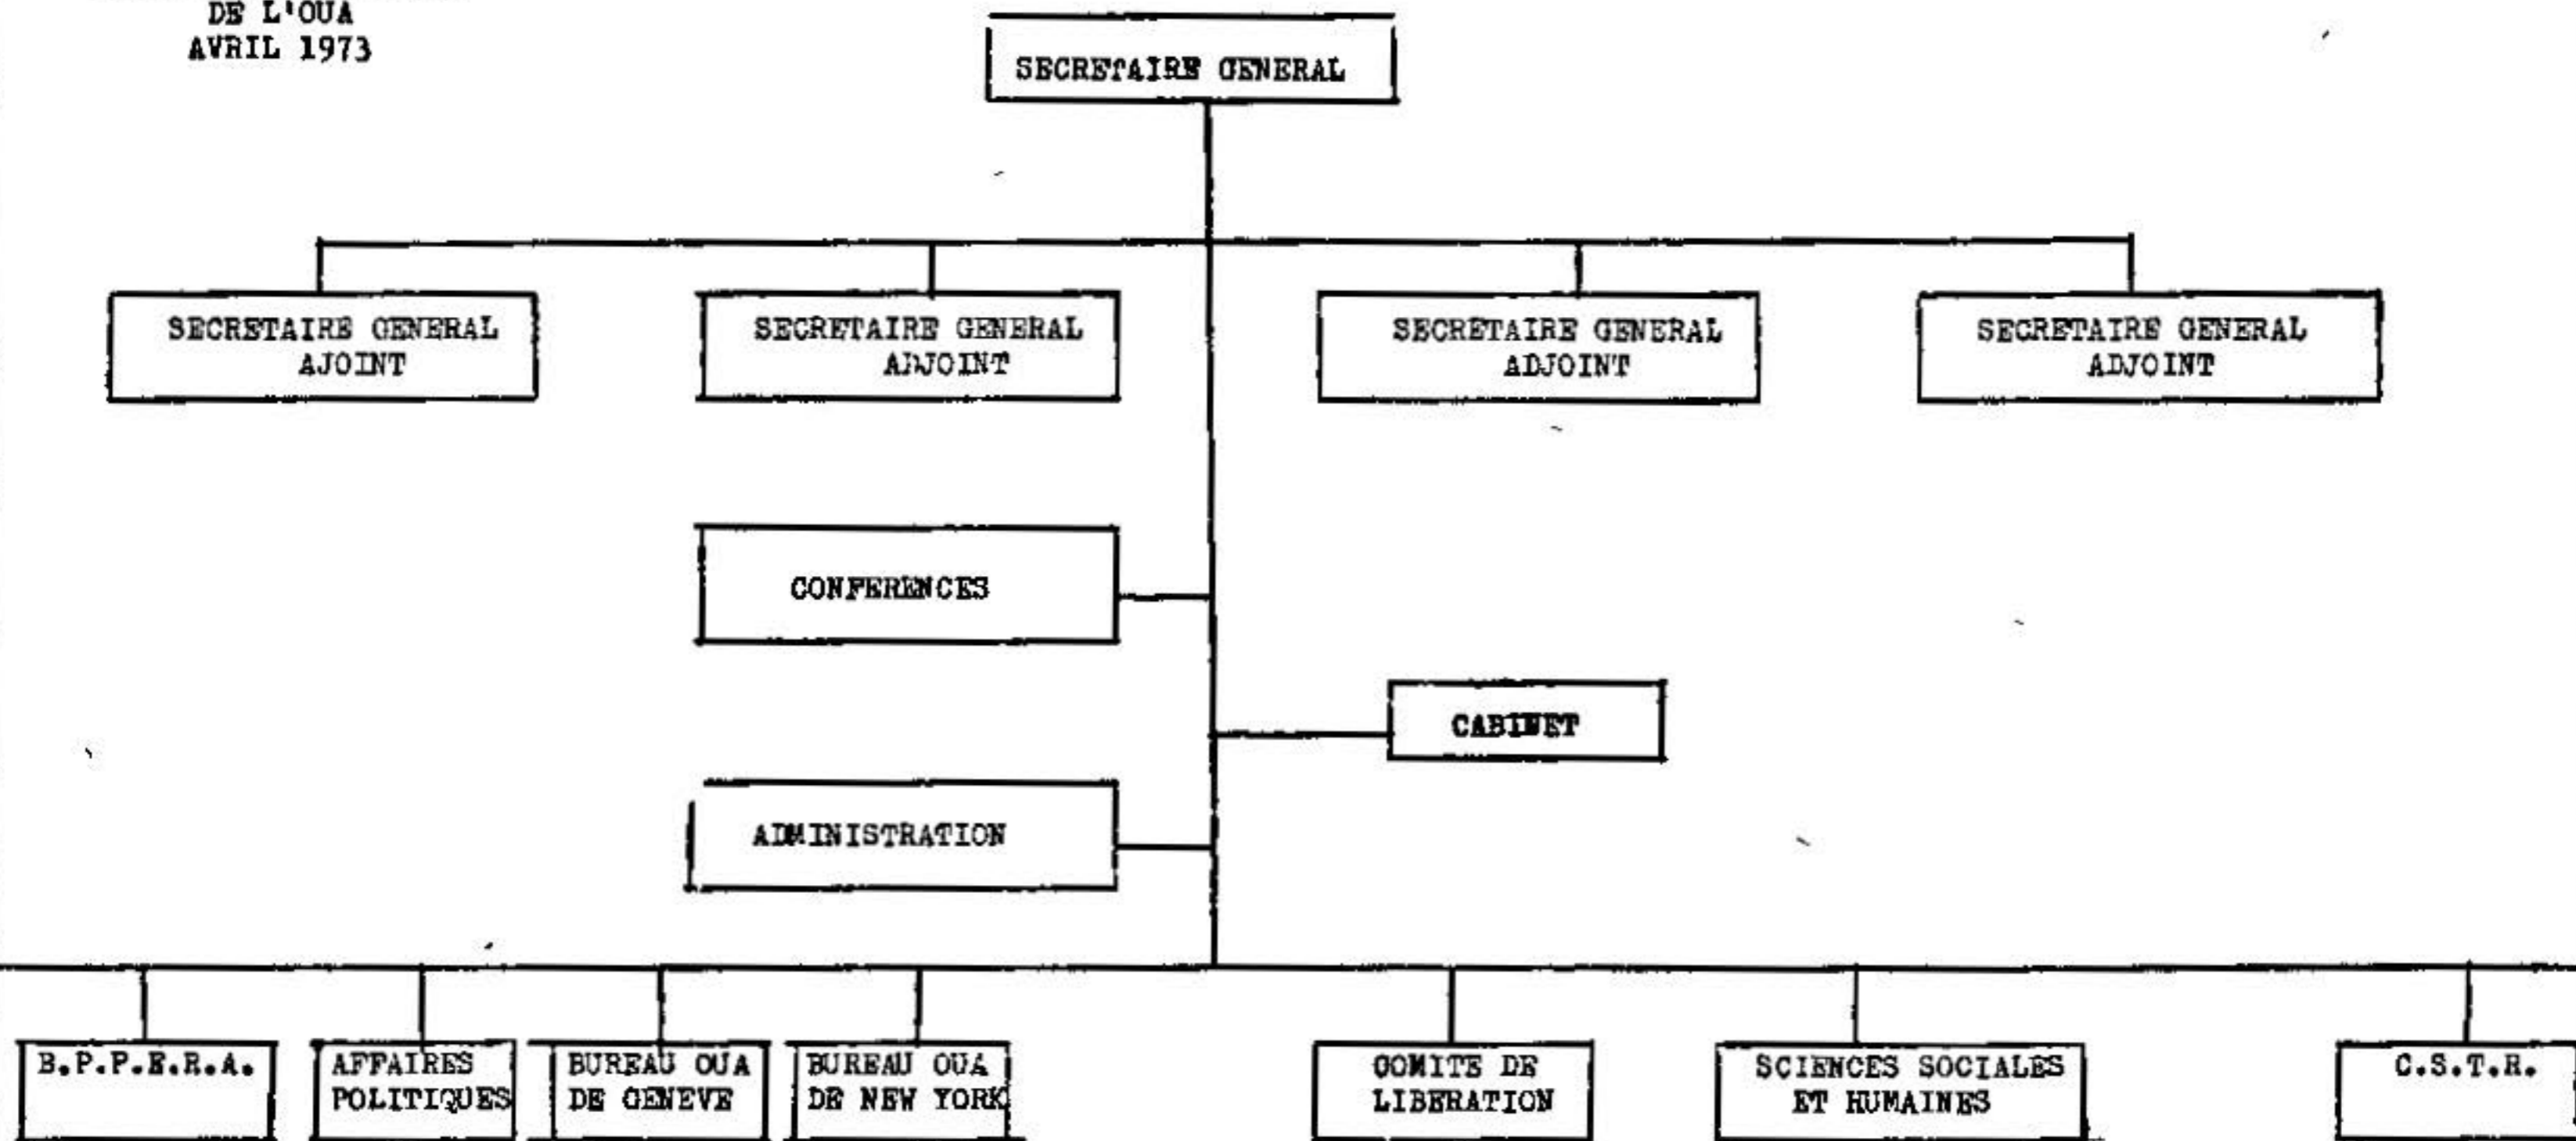 DE L'OUA
AVRIL 1973
SECRETAIRE GENERAL
SECRETAIRE GENERAL
AJOINT
SECRETAIRE GENERAL
ADJOINT
SECRETAIRE GENERAL
ADJOINT
SECRETAIRE GENERAL
ADJOINT
CONFERENCES
CABINET
ADMINISTRATION
B.P.P.E.R.A.
AFFAIRES
POLITIQUES
BUREAU OUA
DE GENEVE
BUREAU OUA
DE NEW YORK
COMITE DE
LIBERATION
SCIENCES SOCIALES
ET HUMAINES
C.S.T.R.